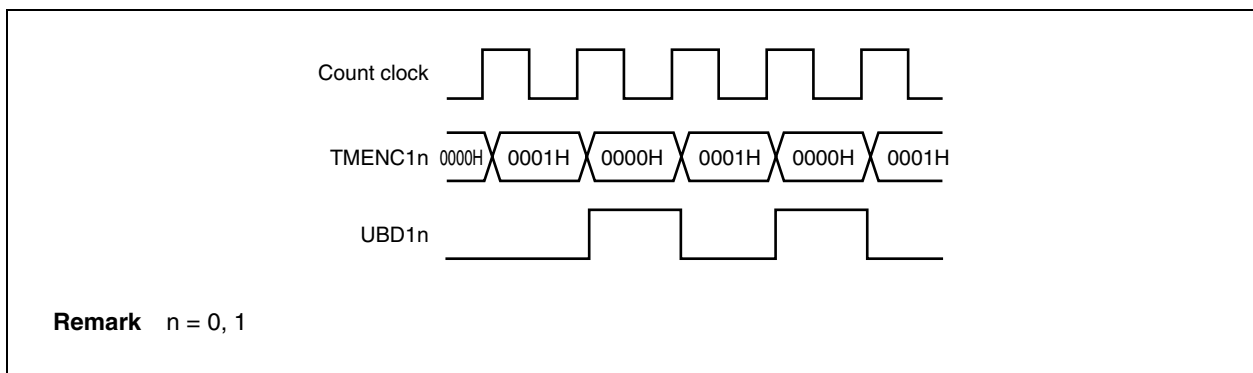 Count clock
TMENC1n 0000H 0001H 0000H 0001H 0000H 0001H
UBD1n
Remark n = 0, 1